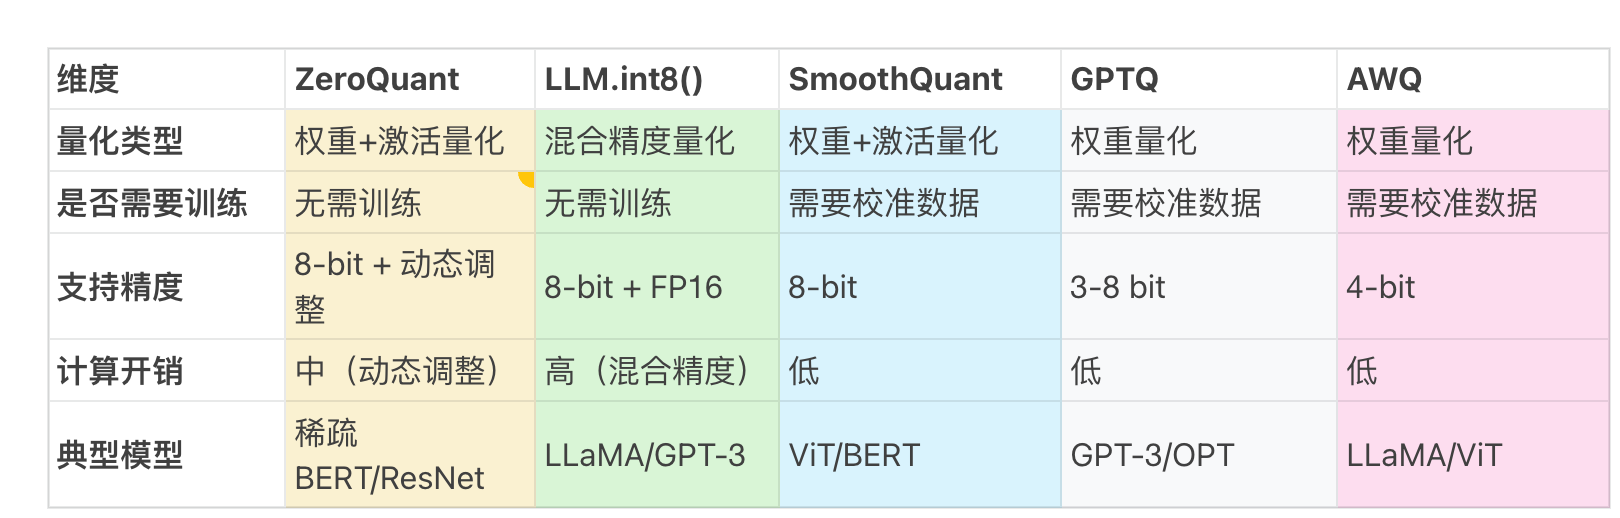 维度 ZeroQuant LLM.int8() SmoothQuant GPTQ AWQ
量化类型 权重+激活量化 混合精度量化 权重+激活量化 权重量化 权重量化
是否需要训练 无需训练 无需训练 需要校准数据 需要校准数据 需要校准数据
支持精度 8-bit + 动态调
整 8-bit + FP16 8-bit 3-8 bit 4-bit
计算开销 中（动态调整） 高（混合精度） 低 低 低
典型模型 稀疏
BERT/ResNet LLaMA/GPT-3 ViT/BERT GPT-3/OPT LLaMA/ViT